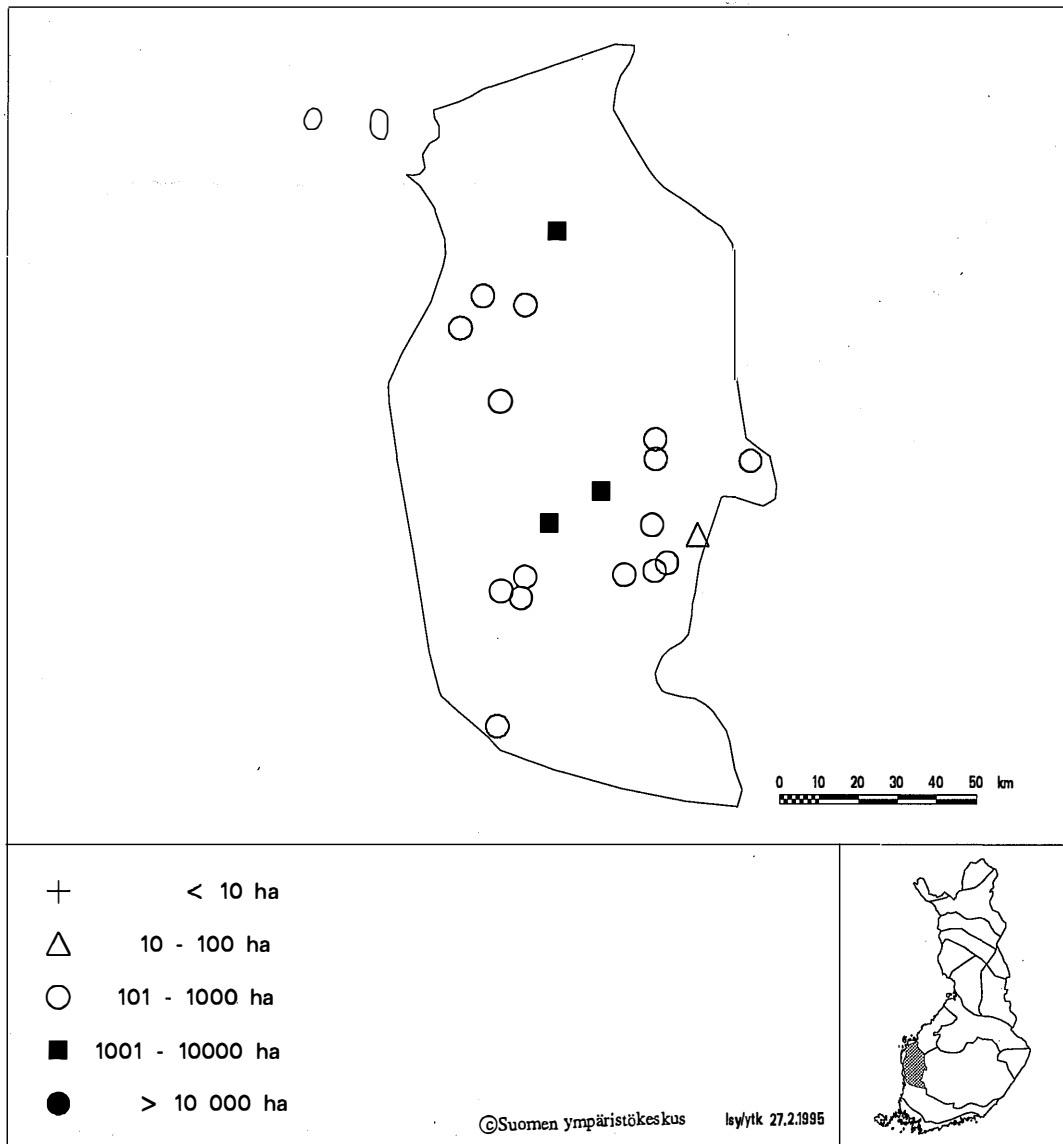 0 10 20 30 40 50 km
< 10 ha
10 - 100 ha
101 - 1000 ha
1001 - 10000 ha
> 10 000 ha
©Suomen ympäristökeskus lsy/ytk 27.2.1995